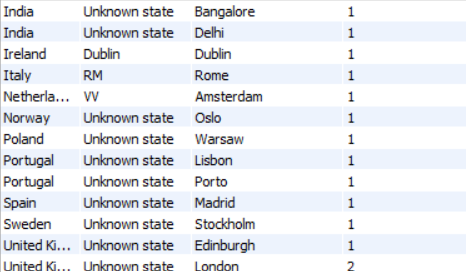 India Unknown state Bangalore 1
India Unknown state Delhi 1
Ireland Dublin Dublin 1
Italy RM Rome 1
Netherla... VV Amsterdam 1
Norway Unknown state Oslo 1
Poland Unknown state Warsaw 1
Portugal Unknown state Lisbon 1
Portugal Unknown state Porto 1
Spain Unknown state Madrid 1
Sweden Unknown state Stockholm 1
United Ki... Unknown state Edinburgh 1
United Ki... Unknown state London 2